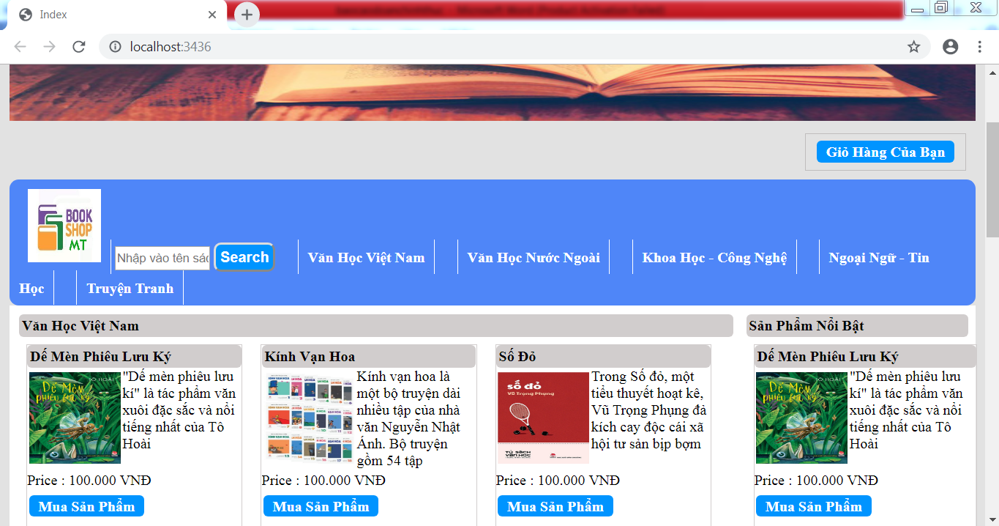 Index
localhost:3436
Giỏ Hàng Của Bạn
BOOK
SHOP
MT
Nhập vào tên sác
Search
Văn Học Việt Nam
Văn Học Nước Ngoài
Khoa Học - Công Nghệ
Ngoại Ngữ - Tin
Học
Truyện Tranh
Văn Học Việt Nam
Sản Phẩm Nổi Bật
Dế Mèn Phiêu Lưu Ký
TÔ HOÀI
Dế Mèn
phiêu lưu ký
"Dế mèn phiêu lưu
kí" là tác phẩm văn
xuôi đặc sắc và nổi
tiếng nhất của Tô
Hoài
Price : 100.000 VNĐ
Mua Sản Phẩm
Kính Vạn Hoa
Kính vạn hoa là
một bộ truyện dài
nhiều tập của nhà
văn Nguyễn Nhật
Ánh. Bộ truyện
gồm 54 tập
Price : 100.000 VNĐ
Mua Sản Phẩm
Số Đỏ
số đỏ
Vũ Trọng Phụng
TỦ SÁCH
VĂN HỌC
Trong Số đỏ, một
tiểu thuyết hoạt kê,
Vũ Trọng Phụng đả
kích cay độc cái xã
hội tư sản bịp bợm
Price : 100.000 VNĐ
Mua Sản Phẩm
Dế Mèn Phiêu Lưu Ký
TÔ HOÀI
Dế Mèn
phiêu lưu ký
"Dế mèn phiêu lưu
kí" là tác phẩm văn
xuôi đặc sắc và nổi
tiếng nhất của Tô
Hoài
Price : 100.000 VNĐ
Mua Sản Phẩm